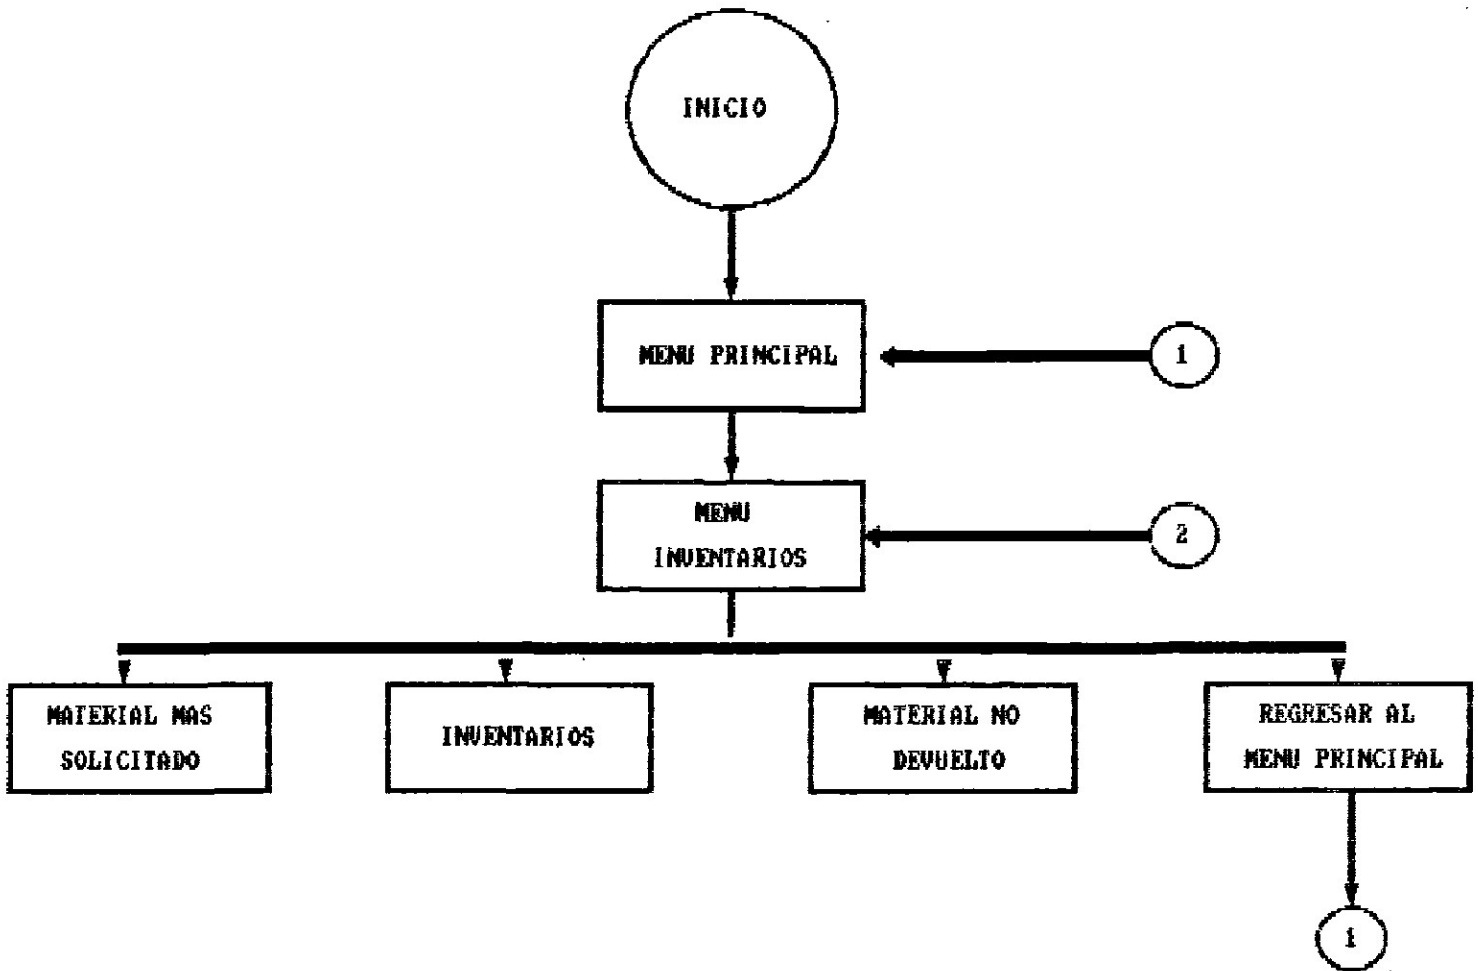 INICIO
MENU PRINCIPAL
1
MENU
INVENTARIOS
2
MATERIAL MAS
SOLICITADO
INVENTARIOS
MATERIAL NO
DEVUELTO
REGRESAR AL
MENU PRINCIPAL
1